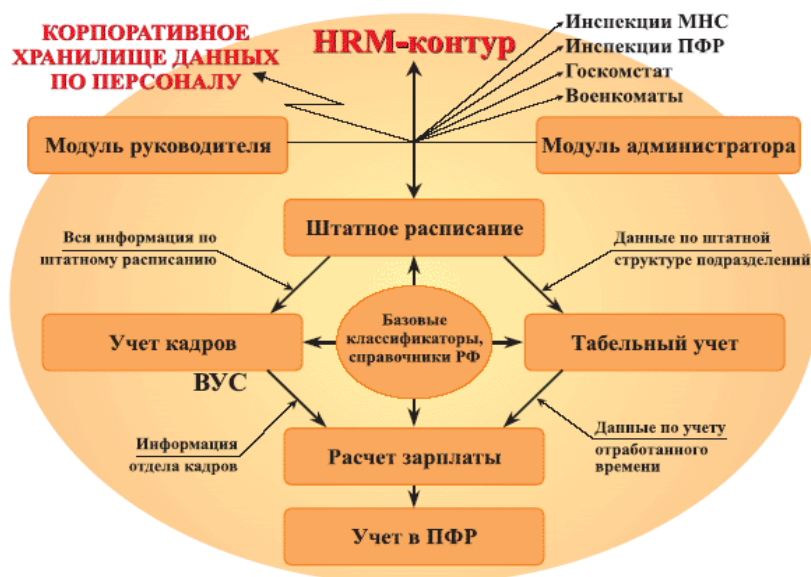 КОРПОРАТИВНОЕ
ХРАНИЛИЩЕ ДАННЫХ
ПО ПЕРСОНАЛУ
HRM-контур
Инспекции МНС
Инспекции ПФР
Госкомстат
Военкоматы
Модуль руководителя
Модуль администратора
Штатное расписание
Вся информация по
штатному расписанию
Данные по штатной
структуре подразделений
Учет кадров
Базовые
классификаторы,
справочники РФ
Табельный учет
ВУС
Информация
отдела кадров
Расчет зарплаты
Данные по учету
отработанного
времени
Учет в ПФР